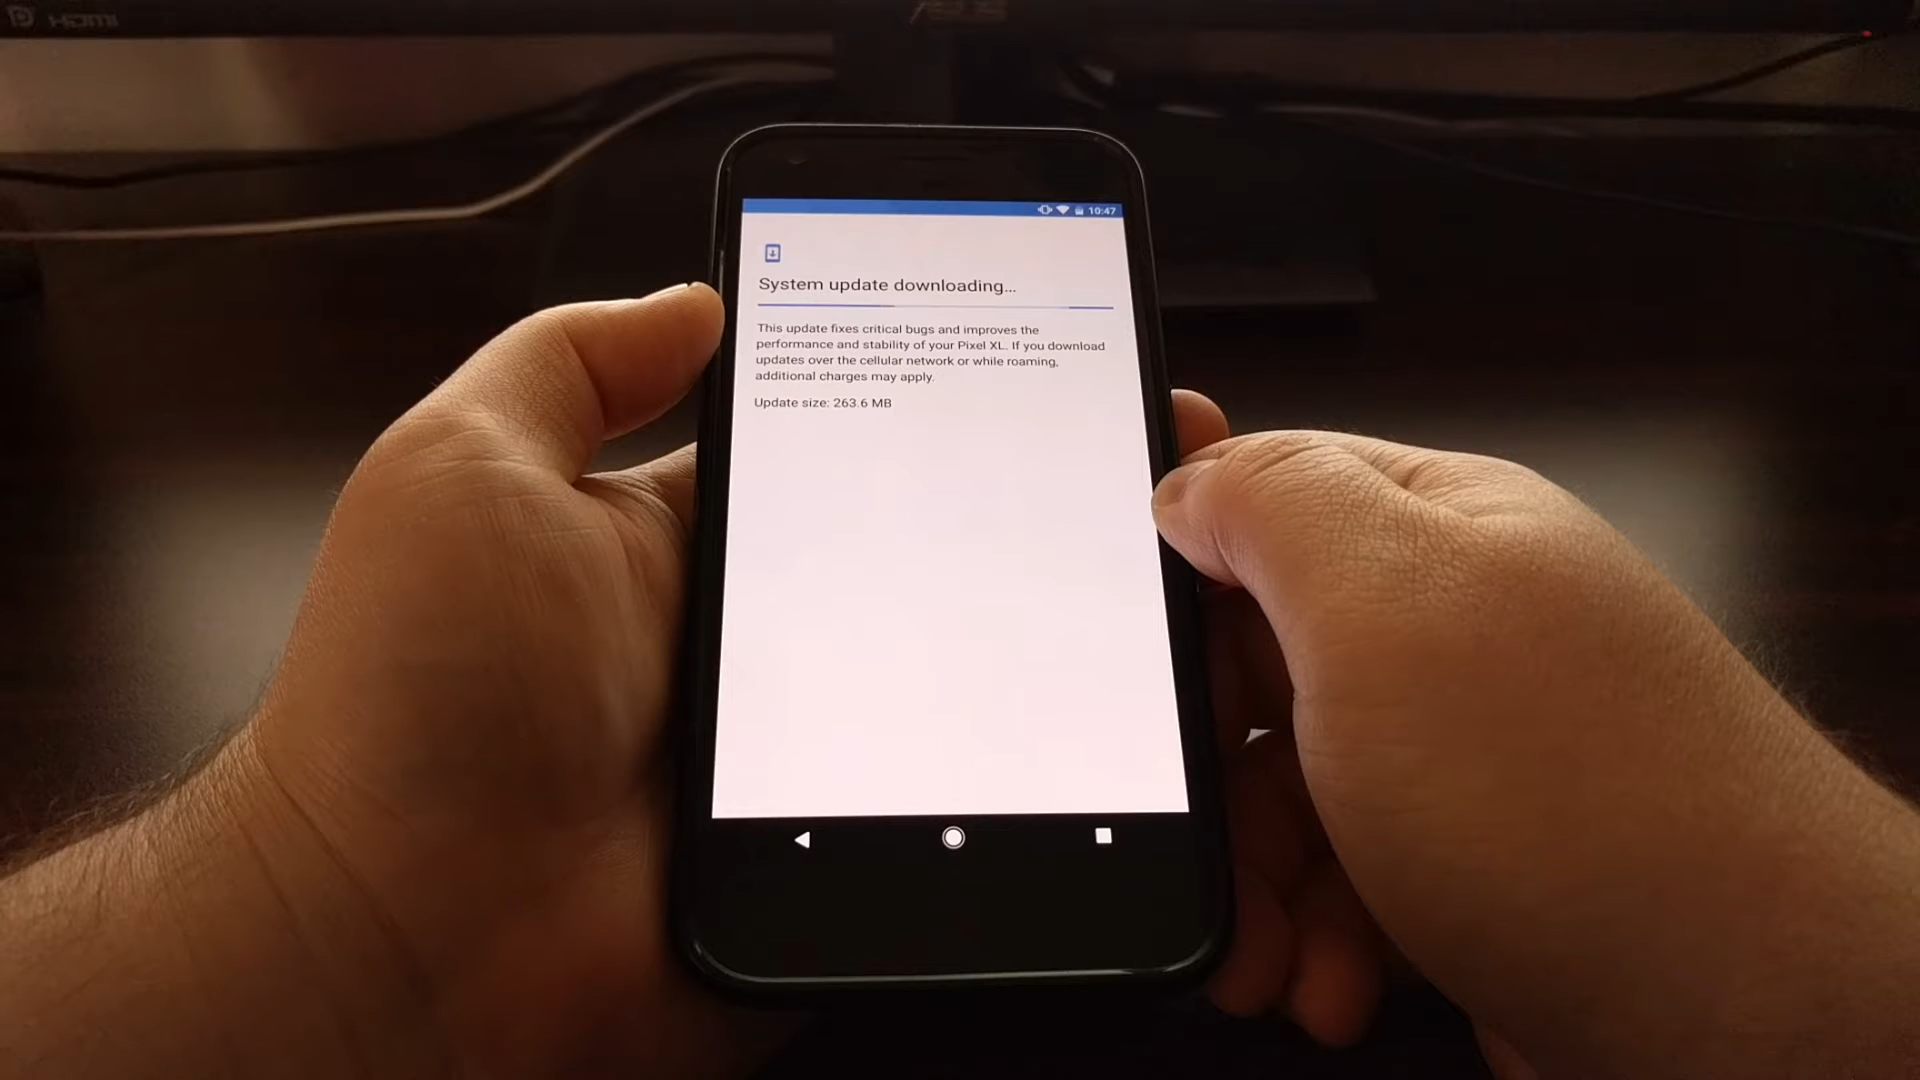 HDMI
ASUS
10:47
System update downloading...
This update fixes critical bugs and improves the
performance and stability of your Pixel XL. If you download
updates over the cellular network or while roaming,
additional charges may apply.
Update size: 263.6 MB